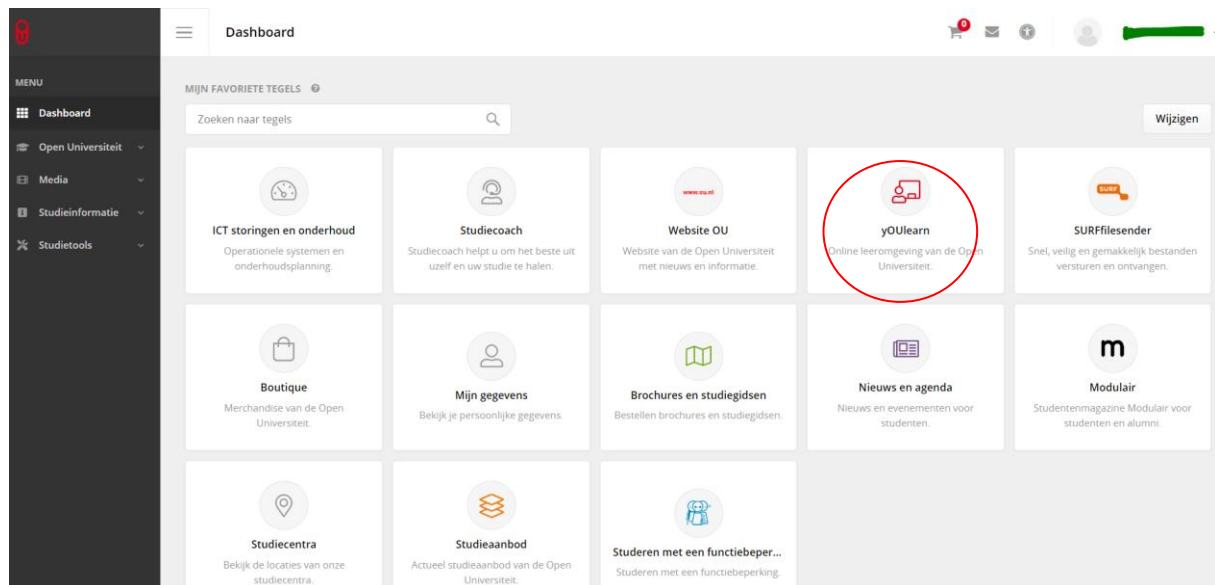 Dashboard
0
MENU
Dashboard
Open Universiteit
Media
Studieinformatie
Studietools
MIJN FAVORIETE TEGELS
Zoeken naar tegels
Wijzigen
ICT storingen en onderhoud
Operationele systemen en
onderhoudsplanning.
Studiecoach
Studiecoach helpt u om het beste uit
uzelf en uw studie te halen.
www.ou.nl
Website OU
Website van de Open Universiteit
met nieuws en informatie.
yOUlearn
Online leeromgeving van de Open
Universiteit.
SURF
SURFfilesender
Snel, veilig en gemakkelijk bestanden
versturen en ontvangen.
Boutique
Merchandise van de Open
Universiteit.
Mijn gegevens
Bekijk je persoonlijke gegevens.
Brochures en studiegidsen
Bestellen brochures en studiegidsen.
Nieuws en agenda
Nieuws en evenementen voor
studenten.
m
Modulair
Studentenmagazine Modulair voor
studenten en alumni.
Studiecentra
Bekijk de locaties van onze
studiecentra.
Studieaanbod
Actueel studieaanbod van de Open
Universiteit.
Studeren met een functiebeper...
Studeren met een functiebeperking.